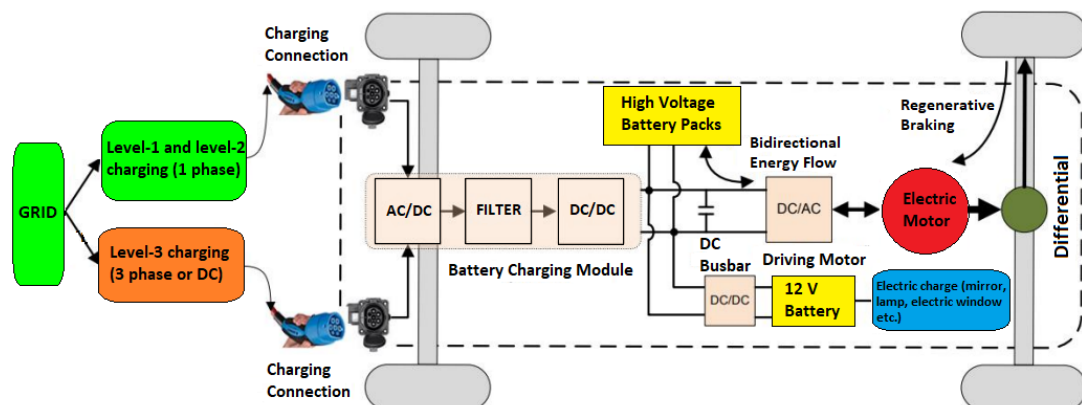 Charging
Connection
GRID
Level-1 and level-2
charging (1 phase)
Level-3 charging
(3 phase or DC)
Charging
Connection
AC/DC
FILTER
DC/DC
Battery Charging Module
High Voltage
Battery Packs
Bidirectional
Energy Flow
DC/AC
DC
Busbar
Driving Motor
DC/DC
12 V
Battery
Electric charge (mirror,
lamp, electric window
etc.)
Electric
Motor
Regenerative
Braking
Differential